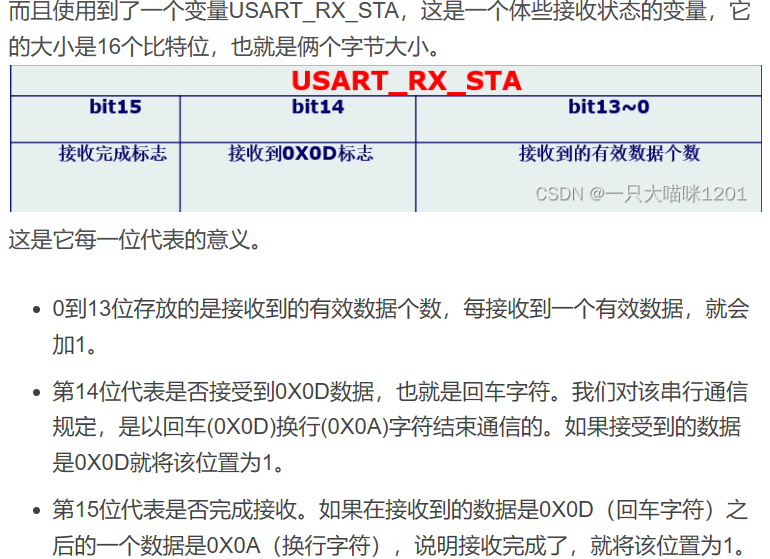 而且使用到了一个变量USART_RX_STA，这是一个体些接收状态的变量，它
的大小是16个比特位，也就是俩个字节大小。
USART_RX_STA
bit15 bit14 bit13~0
接收完成标志 接收到0X0D标志 接收到的有效数据个数
CSDN @一只大喵咪1201
这是它每一位代表的意义。
0到13位存放的是接收到的有效数据个数，每接收到一个有效数据，就会
加1。
第14位代表是否接受到0X0D数据，也就是回车字符。我们对该串行通信
规定，是以回车(0X0D)换行(0X0A)字符结束通信的。如果接受到的数据
是0X0D就将该位置为1。
第15位代表是否完成接收。如果在接收到的数据是0X0D（回车字符）之
后的一个数据是0X0A（换行字符），说明接收完成了，就将该位置为1。